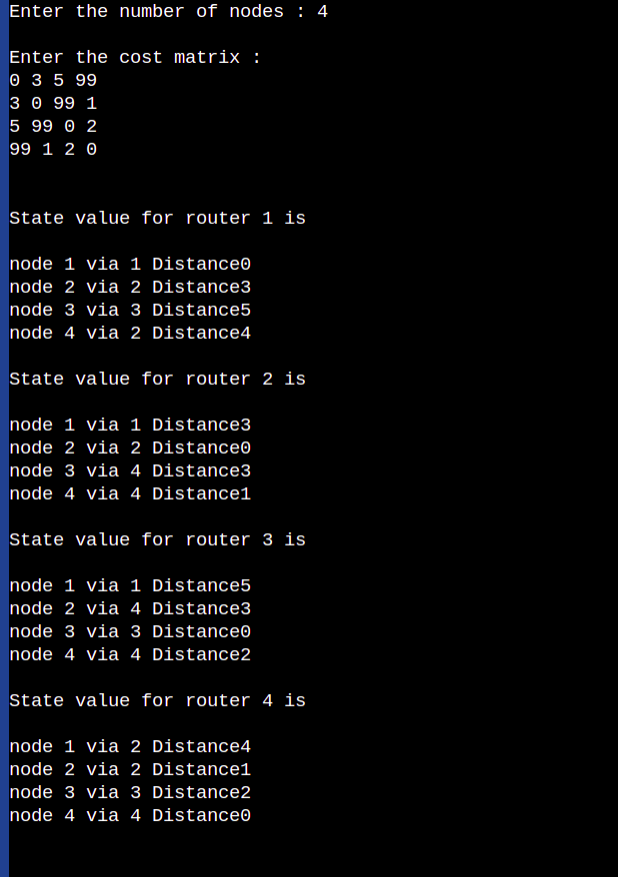 Enter the number of nodes : 4
Enter the cost matrix :
0 3 5 99
3 0 99 1
5 99 0 2
99 1 2 0
State value for router 1 is
node 1 via 1 Distance0
node 2 via 2 Distance3
node 3 via 3 Distance5
node 4 via 2 Distance4
State value for router 2 is
node 1 via 1 Distance3
node 2 via 2 Distance0
node 3 via 4 Distance3
node 4 via 4 Distance1
State value for router 3 is
node 1 via 1 Distance5
node 2 via 4 Distance3
node 3 via 3 Distance0
node 4 via 4 Distance2
State value for router 4 is
node 1 via 2 Distance4
node 2 via 2 Distance1
node 3 via 3 Distance2
node 4 via 4 Distance0